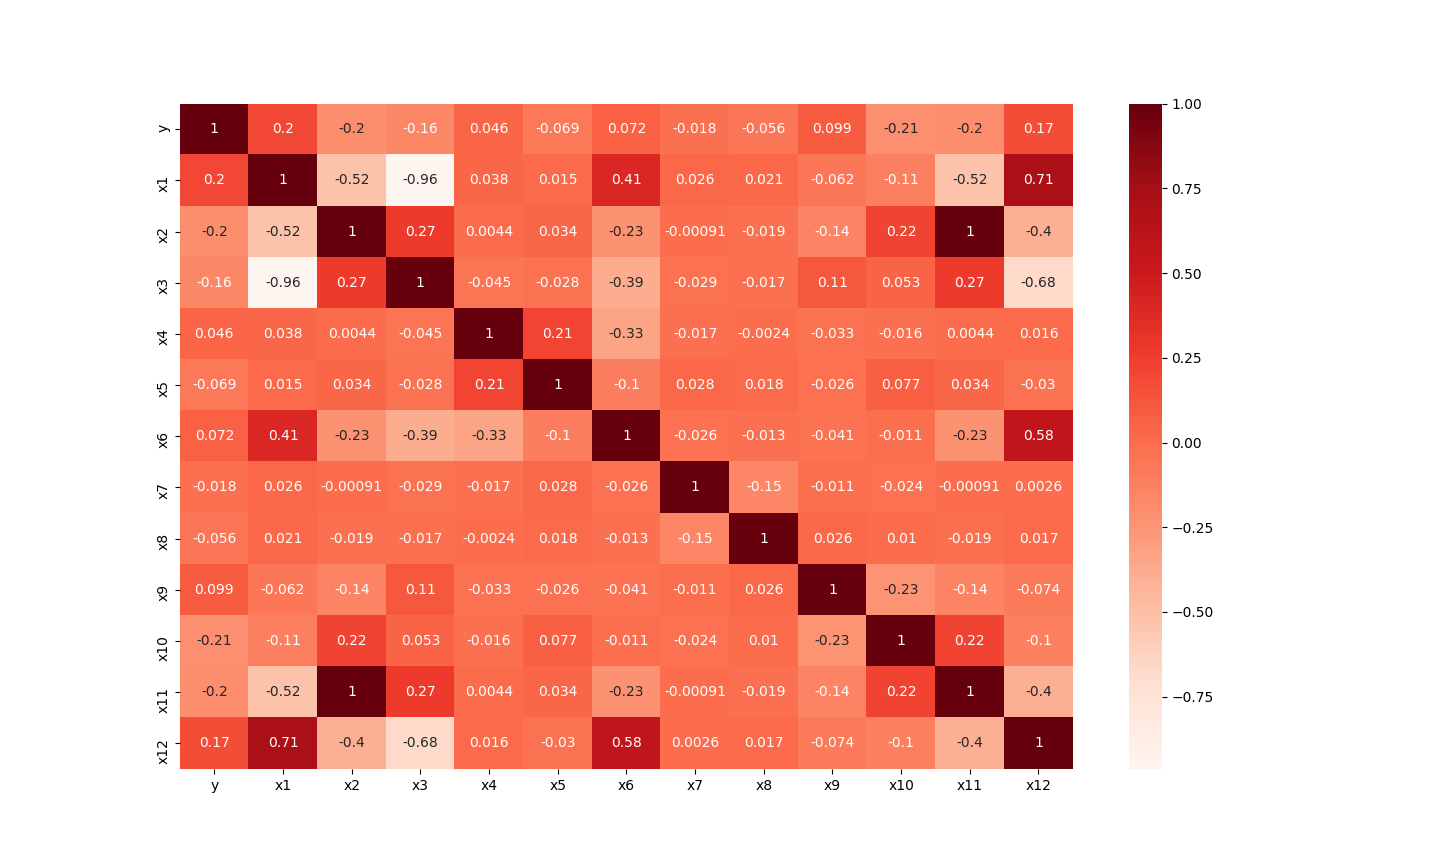 y 1 0.2 -0.2 -0.16 0.046 -0.069 0.072 -0.018 -0.056 0.099 -0.21 -0.2 0.17
x1 0.2 1 -0.52 -0.96 0.038 0.015 0.41 0.026 0.021 -0.062 -0.11 -0.52 0.71
x2 -0.2 -0.52 1 0.27 0.0044 0.034 -0.23 -0.00091 -0.019 -0.14 0.22 1 -0.4
x3 -0.16 -0.96 0.27 1 -0.045 -0.028 -0.39 -0.029 -0.017 0.11 0.053 0.27 -0.68
x4 0.046 0.038 0.0044 -0.045 1 0.21 -0.33 -0.017 -0.0024 -0.033 -0.016 0.0044 0.016
x5 -0.069 0.015 0.034 -0.028 0.21 1 -0.1 0.028 0.018 -0.026 0.077 0.034 -0.03
x6 0.072 0.41 -0.23 -0.39 -0.33 -0.1 1 -0.026 -0.013 -0.041 -0.011 -0.23 0.58
x7 -0.018 0.026 -0.00091 -0.029 -0.017 0.028 -0.026 1 -0.15 -0.011 -0.024 -0.00091 0.0026
x8 -0.056 0.021 -0.019 -0.017 -0.0024 0.018 -0.013 -0.15 1 0.026 0.01 -0.019 0.017
x9 0.099 -0.062 -0.14 0.11 -0.033 -0.026 -0.041 -0.011 0.026 1 -0.23 -0.14 -0.074
x10 -0.21 -0.11 0.22 0.053 -0.016 0.077 -0.011 -0.024 0.01 -0.23 1 0.22 -0.1
x11 -0.2 -0.52 1 0.27 0.0044 0.034 -0.23 -0.00091 -0.019 -0.14 0.22 1 -0.4
x12 0.17 0.71 -0.4 -0.68 0.016 -0.03 0.58 0.0026 0.017 -0.074 -0.1 -0.4 1
y x1 x2 x3 x4 x5 x6 x7 x8 x9 x10 x11 x12
1.00
0.75
0.50
0.25
0.00
−0.25
−0.50
−0.75